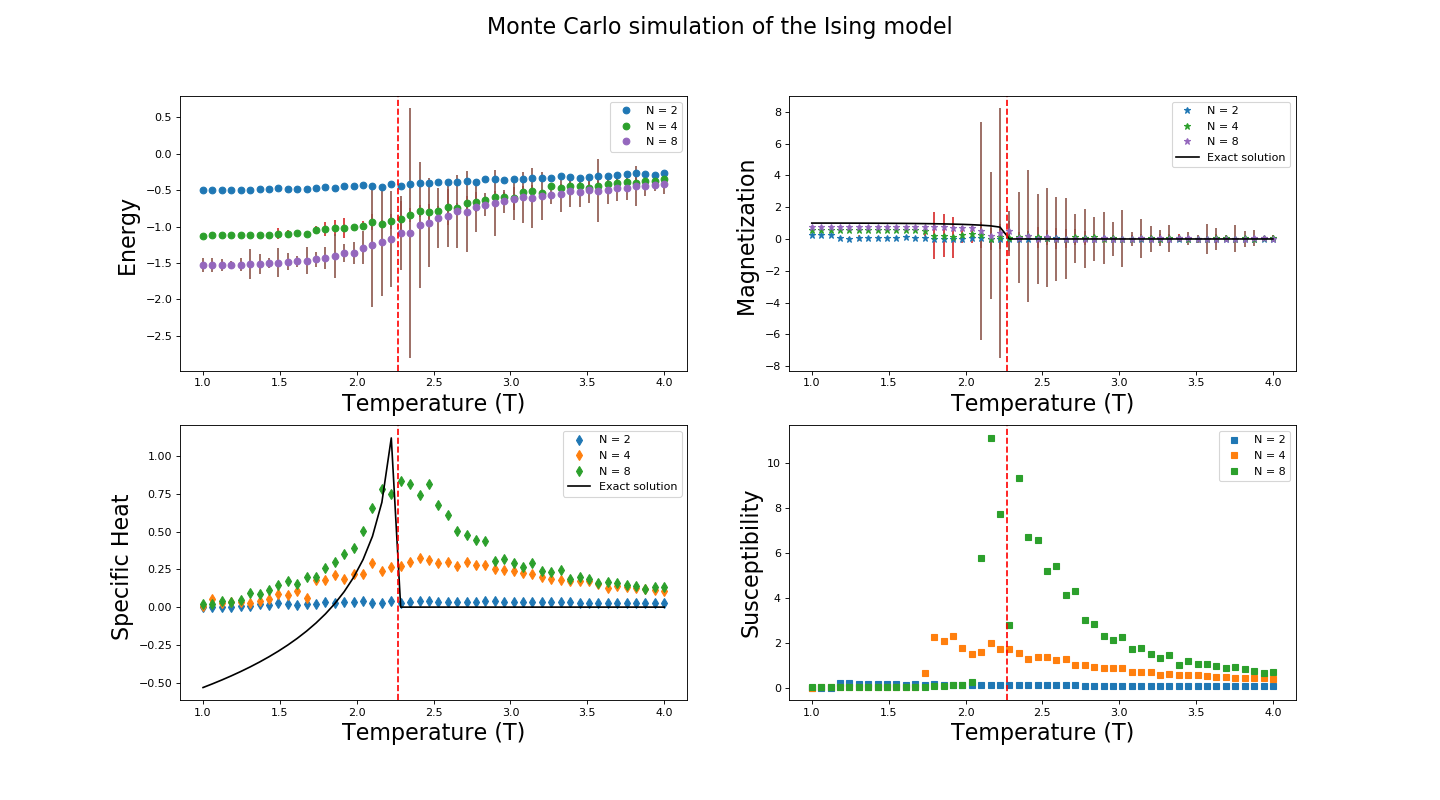 Monte Carlo simulation of the Ising model
Energy
0.5
0.0
−0.5
−1.0
−1.5
−2.0
−2.5
N = 2
N = 4
N = 8
1.0 1.5 2.0 2.5 3.0 3.5 4.0
Temperature (T)
Magnetization
8
6
4
2
0
−2
−4
−6
−8
N = 2
N = 4
N = 8
Exact solution
1.0 1.5 2.0 2.5 3.0 3.5 4.0
Temperature (T)
Specific Heat
1.00
0.75
0.50
0.25
0.00
−0.25
−0.50
N = 2
N = 4
N = 8
Exact solution
1.0 1.5 2.0 2.5 3.0 3.5 4.0
Temperature (T)
Susceptibility
10
8
6
4
2
0
N = 2
N = 4
N = 8
1.0 1.5 2.0 2.5 3.0 3.5 4.0
Temperature (T)